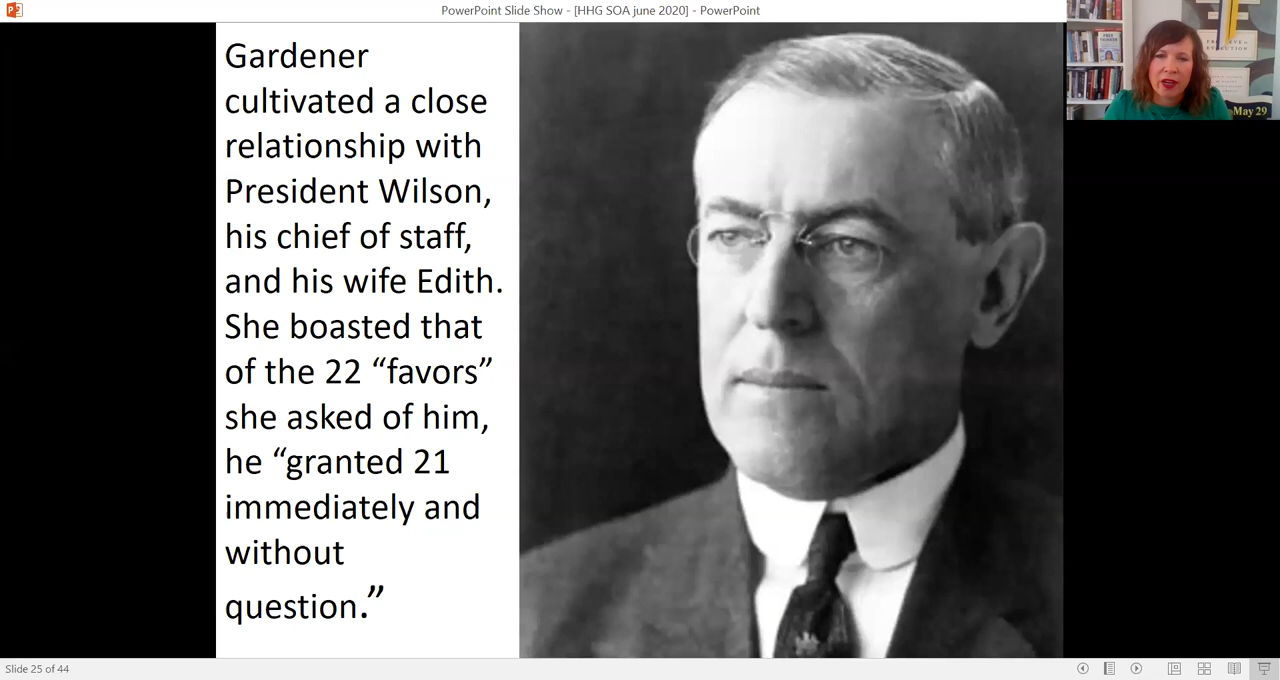 PowerPoint Slide Show - [HHG SOA june 2020] - PowerPoint
Gardener
cultivated a close
relationship with
President Wilson,
his chief of staff,
and his wife Edith.
She boasted that
of the 22 “favors”
she asked of him,
he “granted 21
immediately and
without
question.”
May 29
Slide 25 of 44